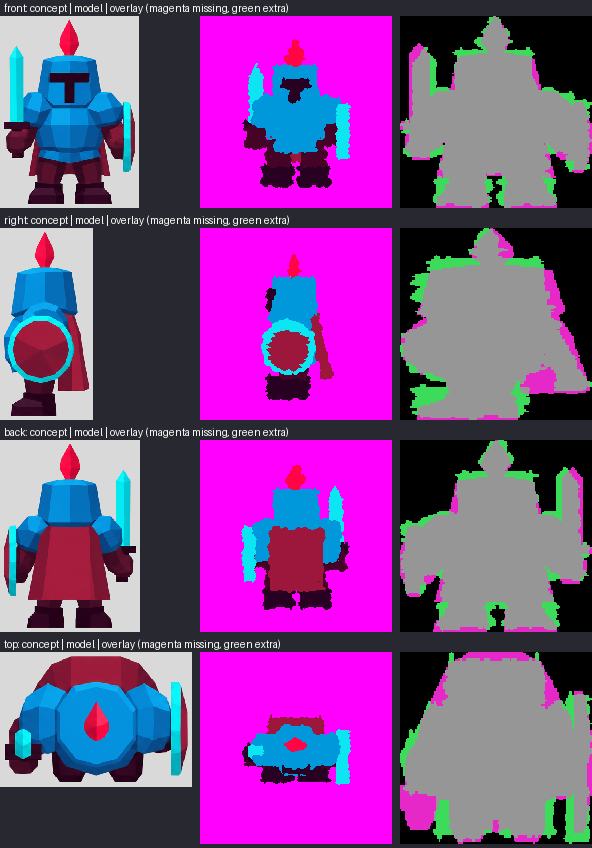 front: concept | model | overlay (magenta missing, green extra)
right: concept | model | overlay (magenta missing, green extra)
back: concept | model | overlay (magenta missing, green extra)
top: concept | model | overlay (magenta missing, green extra)